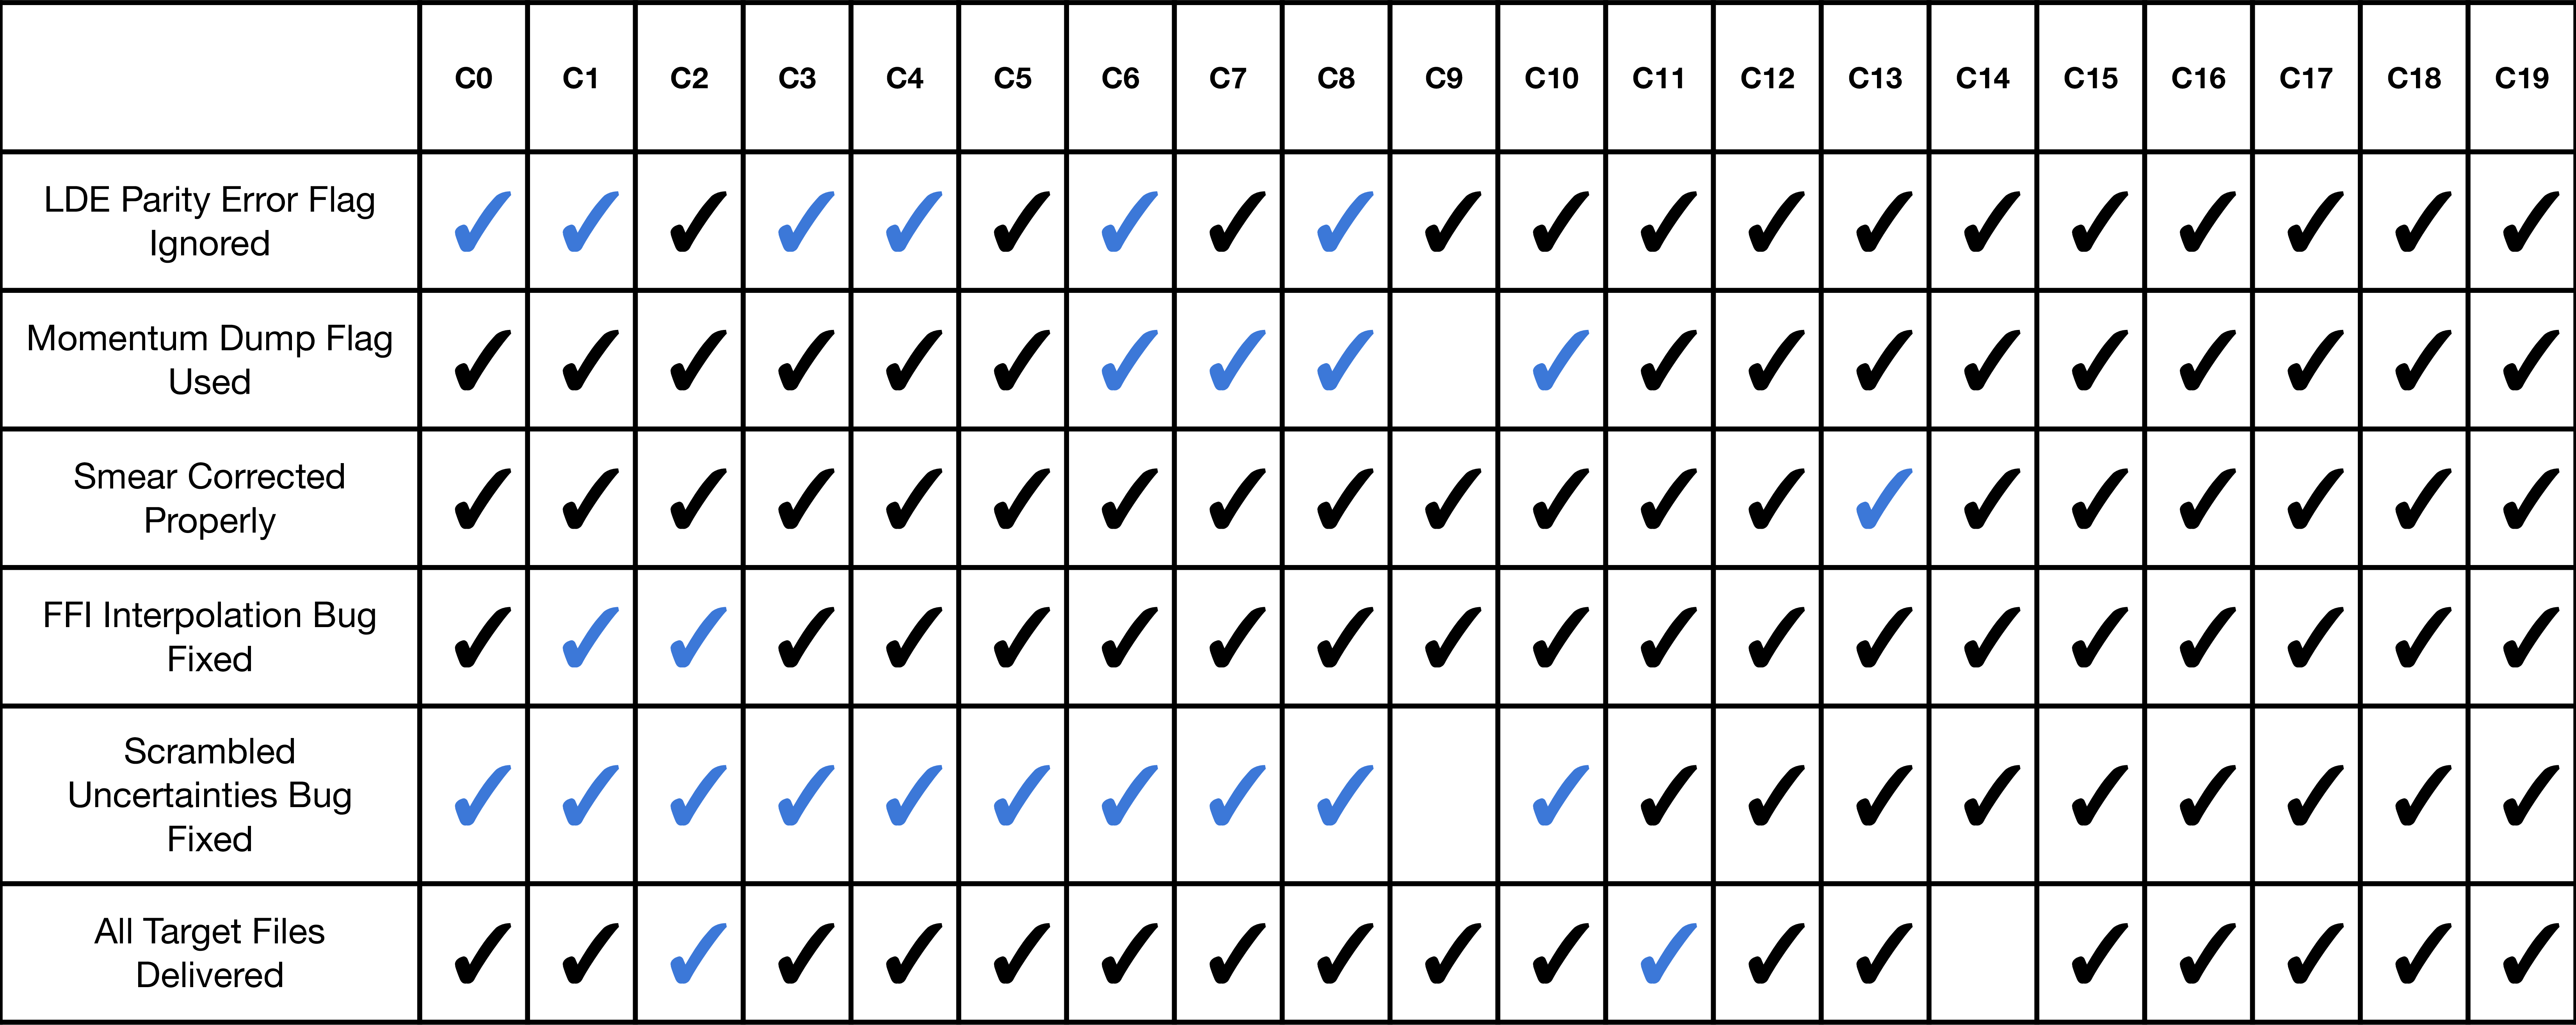 C0 C1 C2 C3 C4 C5 C6 C7 C8 C9 C10 C11 C12 C13 C14 C15 C16 C17 C18 C19
LDE Parity Error Flag
Ignored
✓ ✓ ✓ ✓ ✓ ✓ ✓ ✓ ✓ ✓ ✓ ✓ ✓ ✓ ✓ ✓ ✓ ✓ ✓ ✓
Momentum Dump Flag
Used
✓ ✓ ✓ ✓ ✓ ✓ ✓ ✓ ✓ ✓ ✓ ✓ ✓ ✓ ✓ ✓ ✓ ✓ ✓
Smear Corrected
Properly
✓ ✓ ✓ ✓ ✓ ✓ ✓ ✓ ✓ ✓ ✓ ✓ ✓ ✓ ✓ ✓ ✓ ✓ ✓ ✓
FFI Interpolation Bug
Fixed
✓ ✓ ✓ ✓ ✓ ✓ ✓ ✓ ✓ ✓ ✓ ✓ ✓ ✓ ✓ ✓ ✓ ✓ ✓ ✓
Scrambled
Uncertainties Bug
Fixed
✓ ✓ ✓ ✓ ✓ ✓ ✓ ✓ ✓ ✓ ✓ ✓ ✓ ✓ ✓ ✓ ✓ ✓ ✓
All Target Files
Delivered
✓ ✓ ✓ ✓ ✓ ✓ ✓ ✓ ✓ ✓ ✓ ✓ ✓ ✓ ✓ ✓ ✓ ✓ ✓